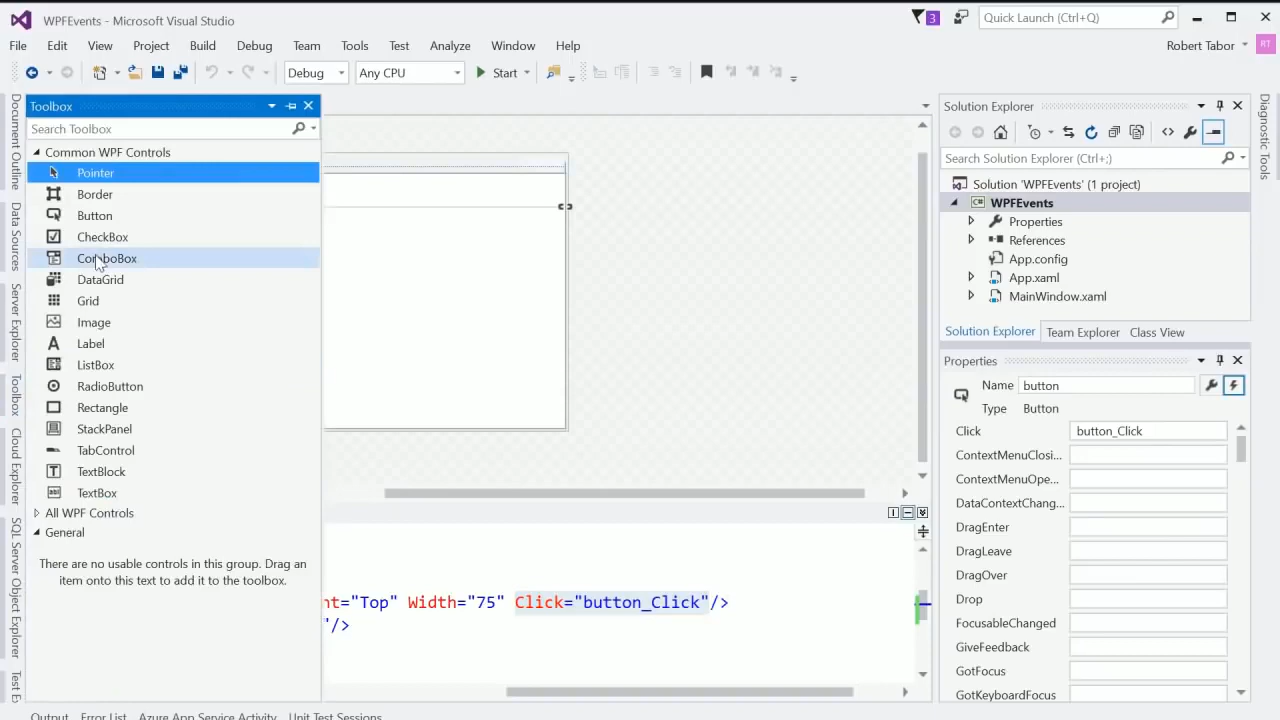 WPFEvents - Microsoft Visual Studio
3
Quick Launch (Ctrl+Q)
File Edit View Project Build Debug Team Tools Test Analyze Window Help
Robert Tabor RT
Debug Any CPU Start
Document Outline
Data Sources
Server Explorer
Toolbox
Cloud Explorer
SQL Server Object Explorer
Test E
Toolbox
Search Toolbox
Common WPF Controls
Pointer
Border
Button
CheckBox
ComboBox
DataGrid
Grid
Image
Label
ListBox
RadioButton
Rectangle
StackPanel
TabControl
TextBlock
TextBox
All WPF Controls
General
There are no usable controls in this group. Drag an
item onto this text to add it to the toolbox.
nt="Top" Width="75" Click="button_Click"/>
"/>
Solution Explorer
Search Solution Explorer (Ctrl+;)
Solution 'WPFEvents' (1 project)
WPFEvents
Properties
References
App.config
App.xaml
MainWindow.xaml
Solution Explorer Team Explorer Class View
Properties
Name button
Type Button
Click button_Click
ContextMenuClosi...
ContextMenuOpe...
DataContextChang...
DragEnter
DragLeave
DragOver
Drop
FocusableChanged
GiveFeedback
GotFocus
GotKeyboardFocus
Diagnostic Tools
Output Error List Azure App Service Activity Unit Test Sessions